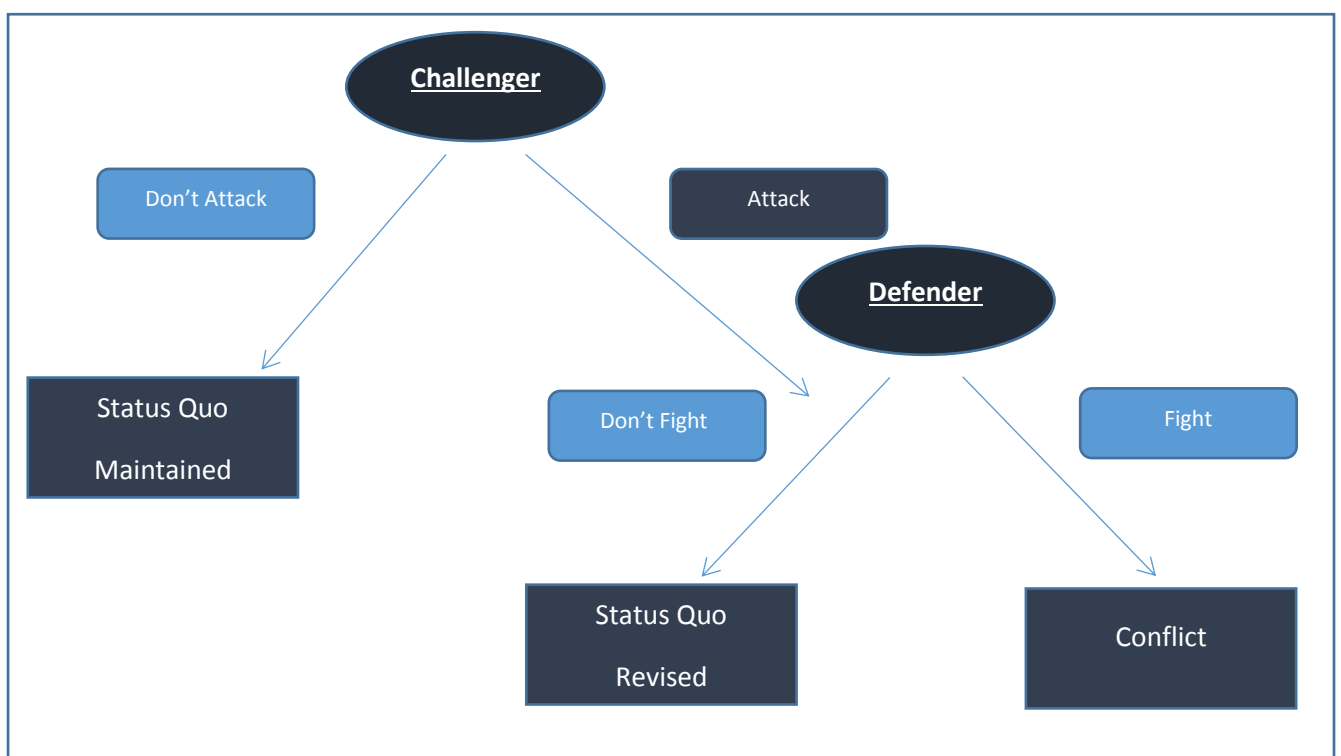 Challenger
Don’t Attack
Attack
Defender
Status Quo
Maintained
Don’t Fight
Fight
Status Quo
Revised
Conflict